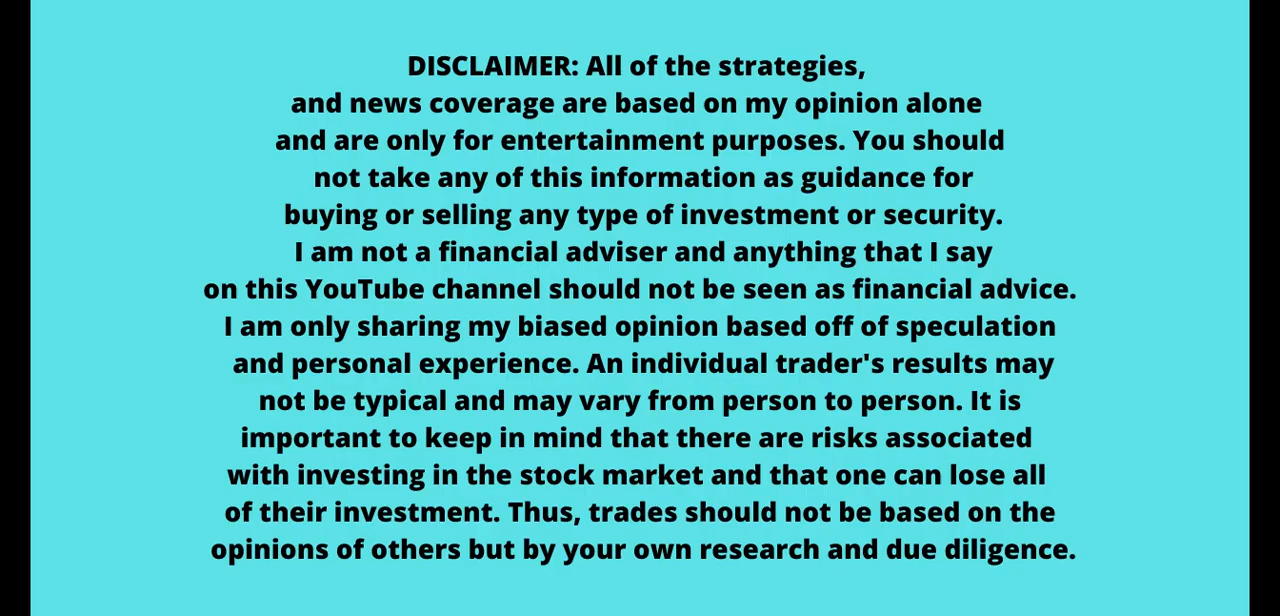 DISCLAIMER: All of the strategies,
and news coverage are based on my opinion alone
and are only for entertainment purposes. You should
not take any of this information as guidance for
buying or selling any type of investment or security.
I am not a financial adviser and anything that I say
on this YouTube channel should not be seen as financial advice.
I am only sharing my biased opinion based off of speculation
and personal experience. An individual trader's results may
not be typical and may vary from person to person. It is
important to keep in mind that there are risks associated
with investing in the stock market and that one can lose all
of their investment. Thus, trades should not be based on the
opinions of others but by your own research and due diligence.